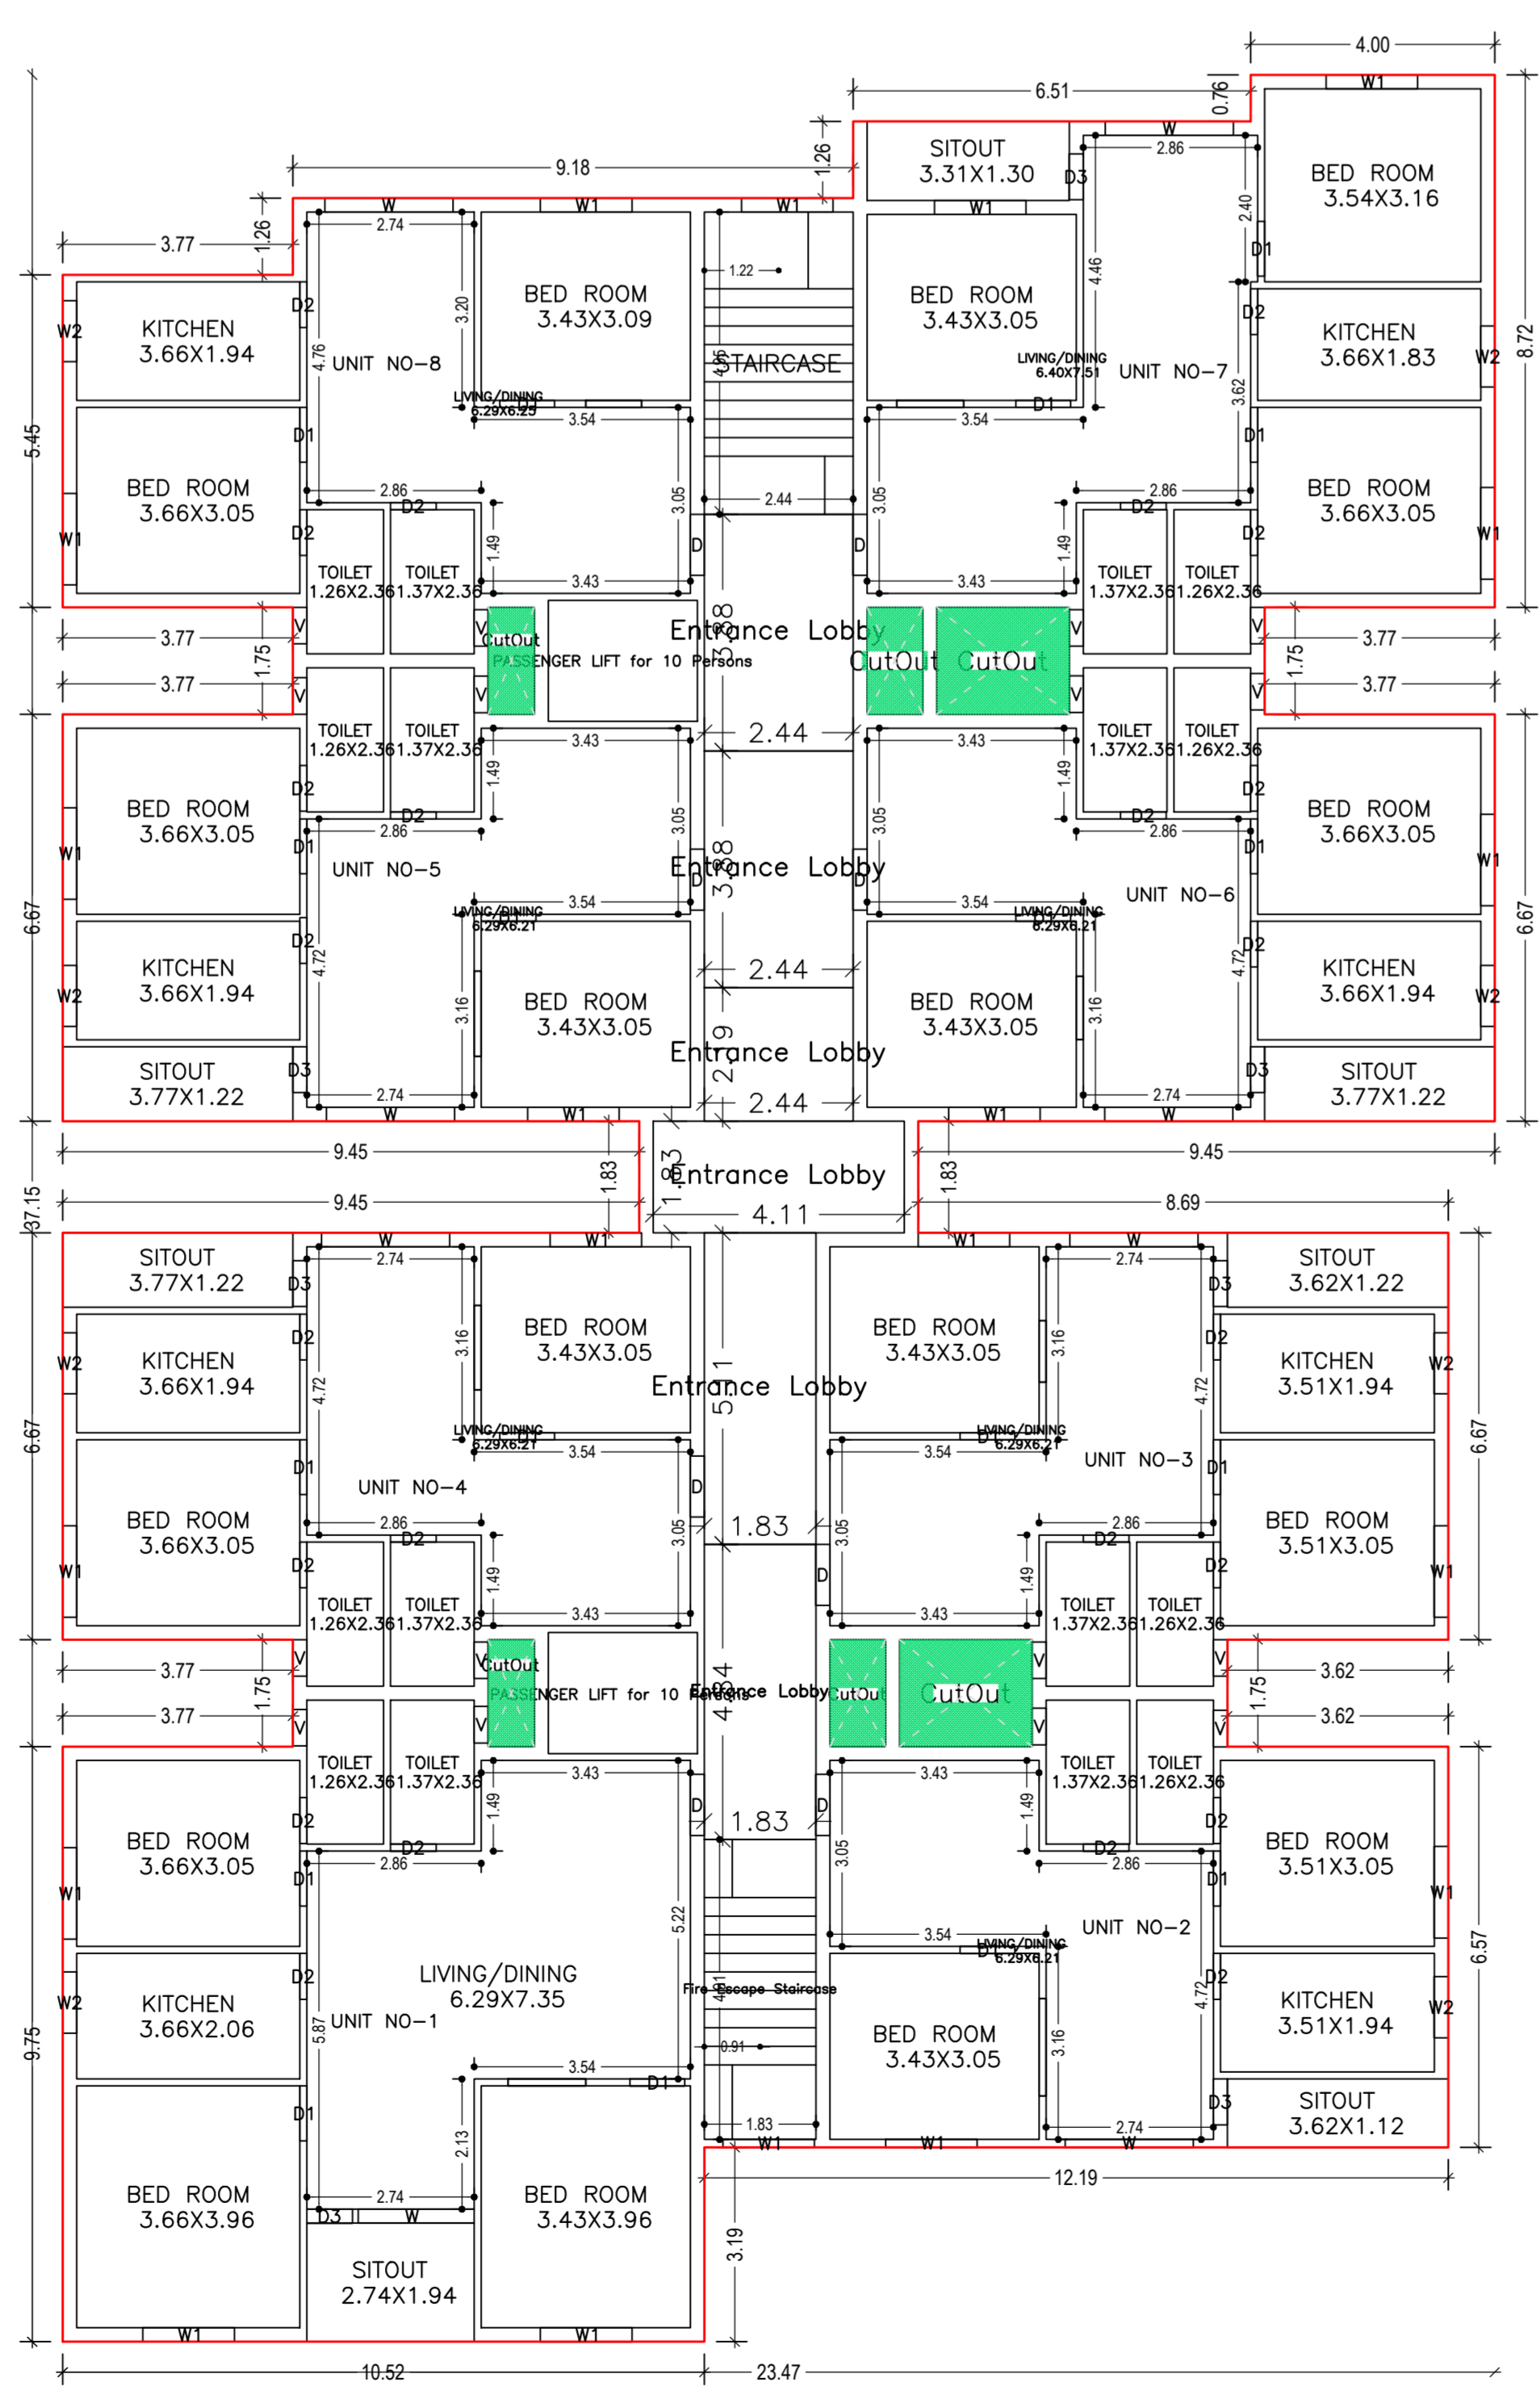 4.00
W1
6.51
0.76
1.26
SITOUT
3.31X1.30
W
2.86
D3
BED ROOM
3.54X3.16
9.18
2.40
W
W1
W1
W1
3.77
1.26
2.74
D1
1.22
4.46
BED ROOM
3.43X3.09
BED ROOM
3.43X3.05
D2
D2
3.20
KITCHEN
3.66X1.94
W2
KITCHEN
3.66X1.83
W2
8.72
4.76
UNIT NO-8
STAIRCASE
LIVING/DINING
6.40X7.51
UNIT NO-7
3.62
LIVING/DINING
6.29X6.25
D1
D1
3.54
3.54
5.45
D1
D1
BED ROOM
3.66X3.05
BED ROOM
3.66X3.05
2.86
2.44
2.86
3.05
3.05
D2
D2
W1
D2
1.49
D
D
1.49
D2
W1
TOILET
1.26X2.36
TOILET
1.37X2.36
3.43
3.43
TOILET
1.37X2.36
TOILET
1.26X2.36
V
V
V
V
3.77
1.75
CutOut
Entrance Lobby
3.88
1.75
3.77
PASSENGER LIFT for 10 Persons
CutOut
CutOut
3.77
V
V
V
V
3.77
TOILET
1.26X2.36
TOILET
1.37X2.36
3.43
2.44
3.43
TOILET
1.37X2.36
TOILET
1.26X2.36
1.49
1.49
D2
D2
BED ROOM
3.66X3.05
D2
2.86
3.05
3.05
2.86
D2
BED ROOM
3.66X3.05
W1
D1
UNIT NO-5
Entrance Lobby
3.88
D
D
UNIT NO-6
D1
W1
3.54
3.54
6.67
LIVING/DINING
6.29X6.21
D1
LIVING/DINING
6.29X6.21
D1
6.67
D2
4.72
4.72
D2
KITCHEN
3.66X1.94
2.44
KITCHEN
3.66X1.94
W2
3.16
BED ROOM
3.43X3.05
BED ROOM
3.43X3.05
3.16
W2
Entrance Lobby
2.19
SITOUT
3.77X1.22
D3
2.74
2.44
2.74
D3
SITOUT
3.77X1.22
W
W1
W1
W
9.45
1.83
1.83
Entrance Lobby
1.83
9.45
37.15
9.45
4.11
8.69
W
W1
W1
W
SITOUT
3.77X1.22
2.74
2.74
SITOUT
3.62X1.22
D3
D3
D2
3.16
BED ROOM
3.43X3.05
BED ROOM
3.43X3.05
3.16
D2
KITCHEN
3.66X1.94
W2
4.72
Entrance Lobby
5.11
4.72
KITCHEN
3.51X1.94
W2
6.67
LIVING/DINING
6.29X6.21
D1
3.54
LIVING/DINING
6.29X6.21
D1
3.54
6.67
D1
UNIT NO-4
D
UNIT NO-3
D1
BED ROOM
3.66X3.05
2.86
3.05
1.83
3.05
2.86
BED ROOM
3.51X3.05
W1
D2
D2
1.49
D
1.49
D2
D2
W1
TOILET
1.26X2.36
TOILET
1.37X2.36
3.43
3.43
TOILET
1.37X2.36
TOILET
1.26X2.36
V
V
V
V
3.77
1.75
CutOut
PASSENGER LIFT for 10 Persons
Entrance Lobby
CutOut
CutOut
1.75
3.62
3.77
V
V
V
V
3.62
TOILET
1.26X2.36
TOILET
1.37X2.36
3.43
3.43
TOILET
1.37X2.36
TOILET
1.26X2.36
1.49
D
1.83
D
1.49
D2
D2
D2
D2
BED ROOM
3.66X3.05
2.86
3.05
2.86
BED ROOM
3.51X3.05
W1
D1
D1
W1
5.22
3.54
UNIT NO-2
6.57
LIVING/DINING
6.29X7.35
LIVING/DINING
6.29X6.21
D1
D2
D2
KITCHEN
3.66X2.06
W2
UNIT NO-1
5.87
Fire Escape Staircase
4.91
4.72
KITCHEN
3.51X1.94
W2
9.75
3.54
0.91
BED ROOM
3.43X3.05
3.16
D1
D1
2.13
1.83
2.74
D3
SITOUT
3.62X1.12
W1
W1
W
12.19
BED ROOM
3.66X3.96
2.74
BED ROOM
3.43X3.96
D3
W
3.19
SITOUT
2.74X1.94
W1
W1
10.52
23.47